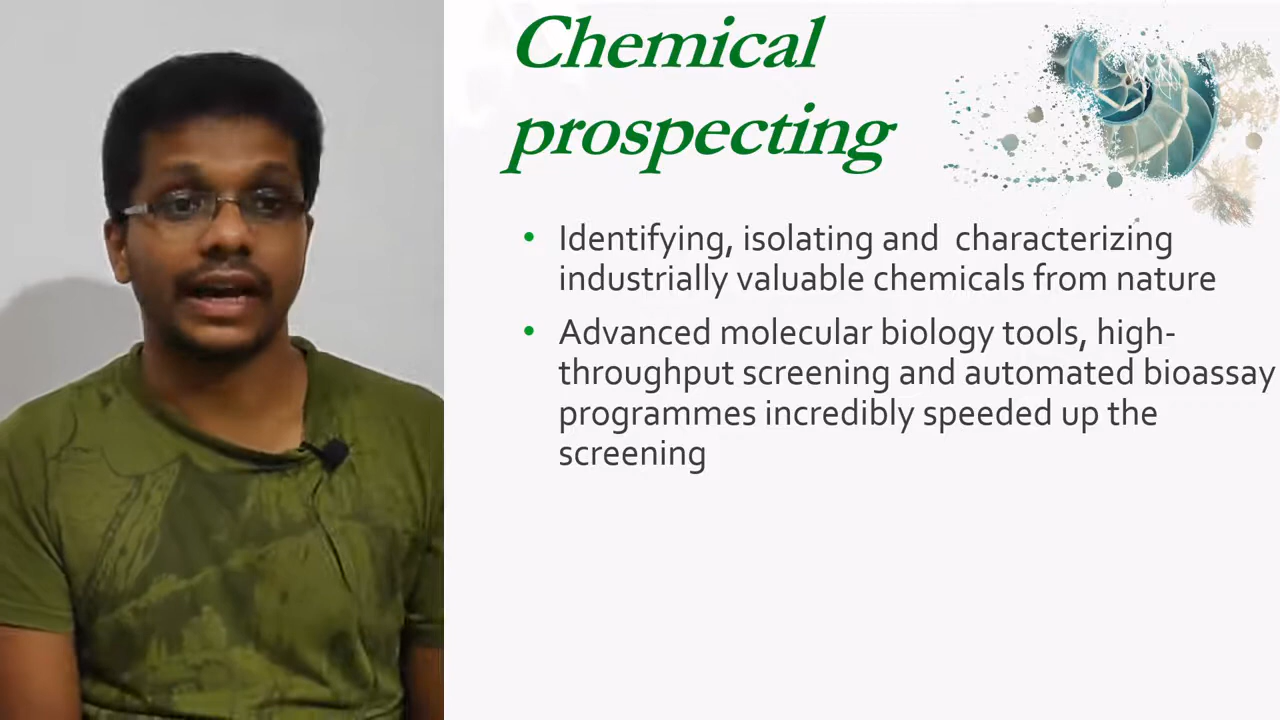 Chemical
prospecting
• Identifying, isolating and characterizing
industrially valuable chemicals from nature
• Advanced molecular biology tools, high-
throughput screening and automated bioassay
programmes incredibly speeded up the
screening